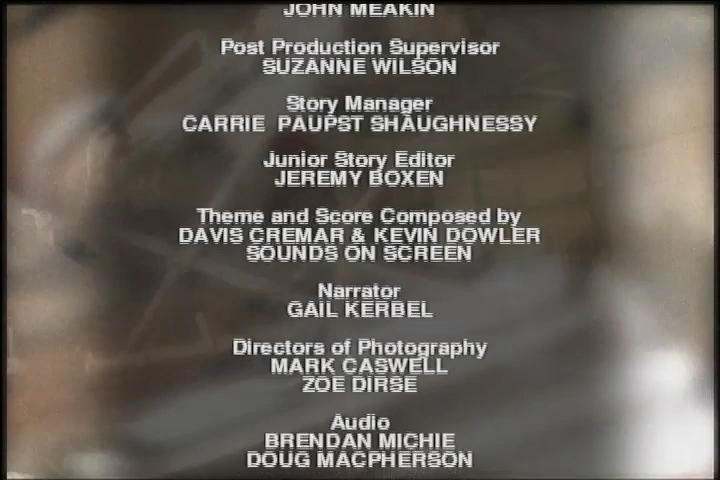 JOHN MEAKIN
Post Production Supervisor
SUZANNE WILSON
Story Manager
CARRIE PAUPST SHAUGHNESSY
Junior Story Editor
JEREMY BOXEN
Theme and Score Composed by
DAVIS CREMAR & KEVIN DOWLER
SOUNDS ON SCREEN
Narrator
GAIL KERBEL
Directors of Photography
MARK CASWELL
ZOE DIRSE
Audio
BRENDAN MICHIE
DOUG MACPHERSON